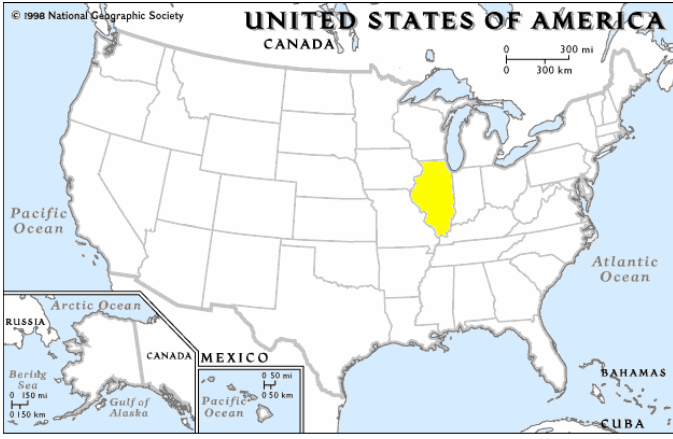 © 1998 National Geographic Society
UNITED STATES OF AMERICA
CANADA
0 300 mi
0 300 km
Pacific
Ocean
Atlantic
Ocean
Arctic Ocean
RUSSIA
CANADA
MEXICO
Bering
Sea
0 150 mi
0 150 km
Gulf of
Alaska
0 50 mi
0 50 km
Pacific
Ocean
BAHAMAS
CUBA